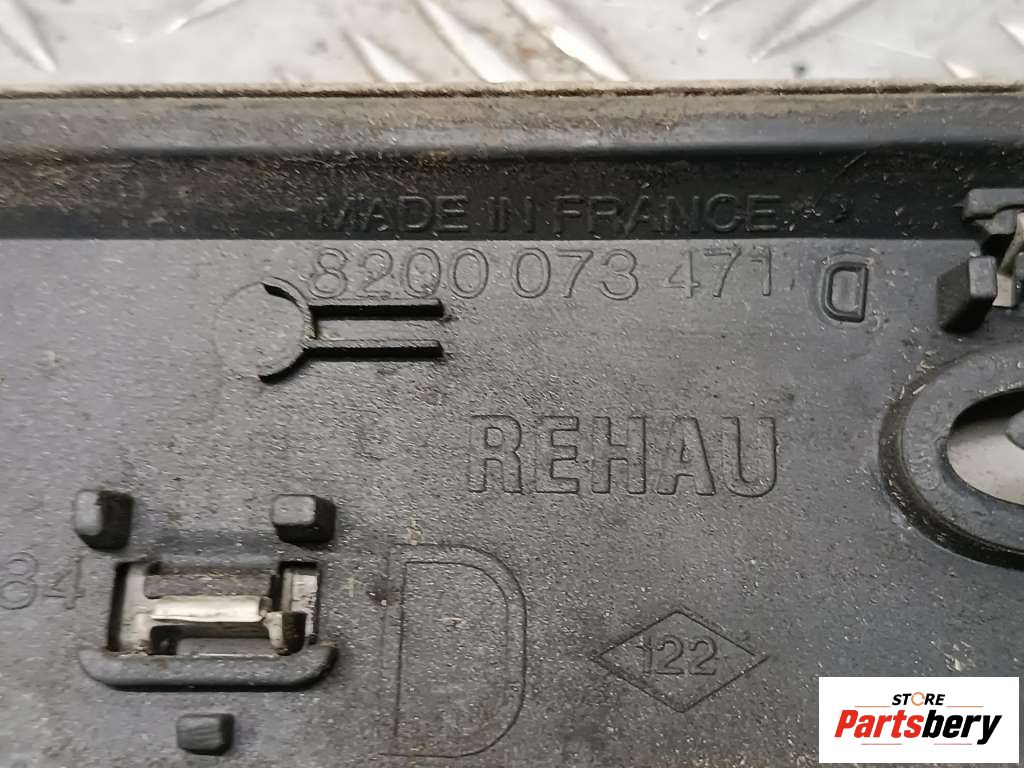 MADE IN FRANCE
8200 073 471 D
REHAU
84
D
122
STORE
Partsbery